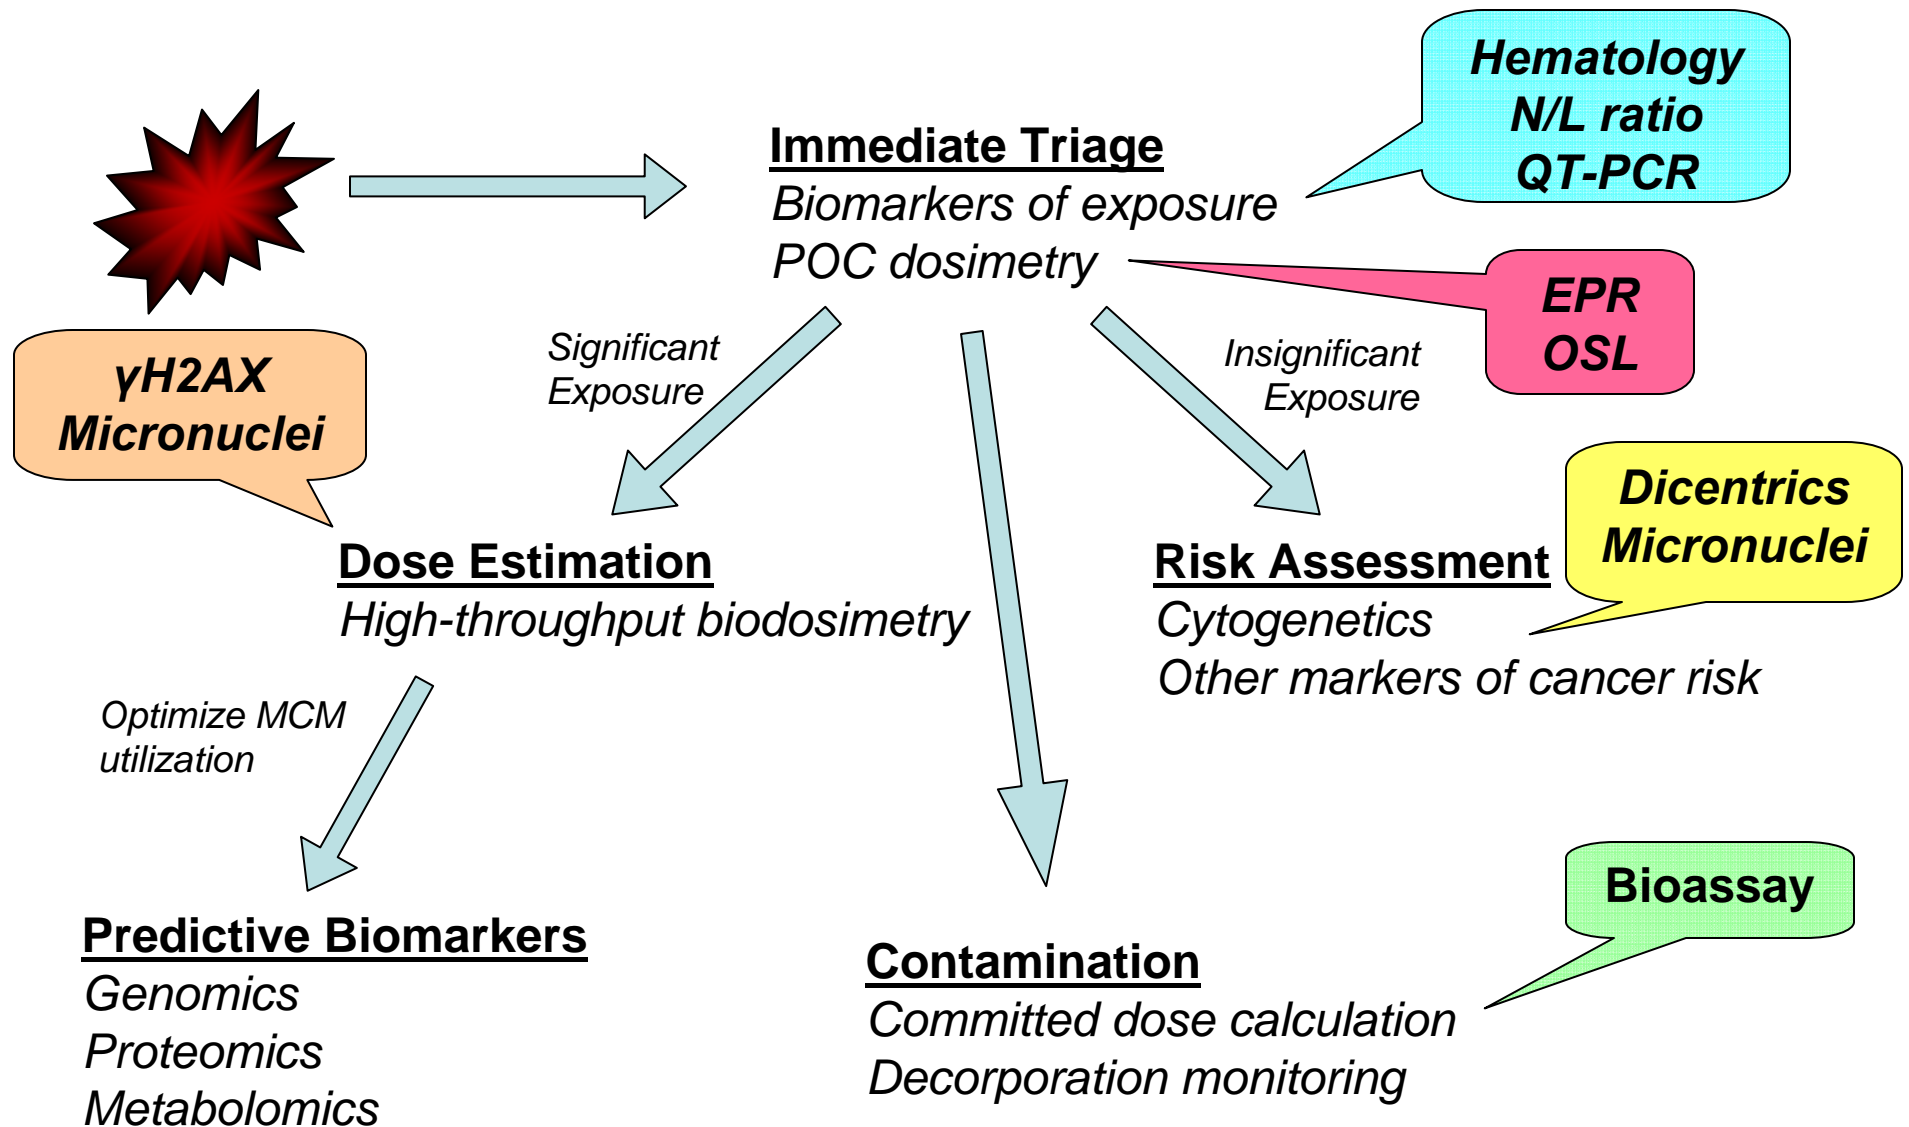 Hematology
N/L ratio
QT-PCR
Immediate Triage
Biomarkers of exposure
POC dosimetry
EPR
OSL
Significant
Exposure
Insignificant
Exposure
γH2AX
Micronuclei
Dicentrics
Micronuclei
Dose Estimation
High-throughput biodosimetry
Risk Assessment
Cytogenetics
Other markers of cancer risk
Optimize MCM
utilization
Bioassay
Predictive Biomarkers
Genomics
Proteomics
Metabolomics
Contamination
Committed dose calculation
Decorporation monitoring